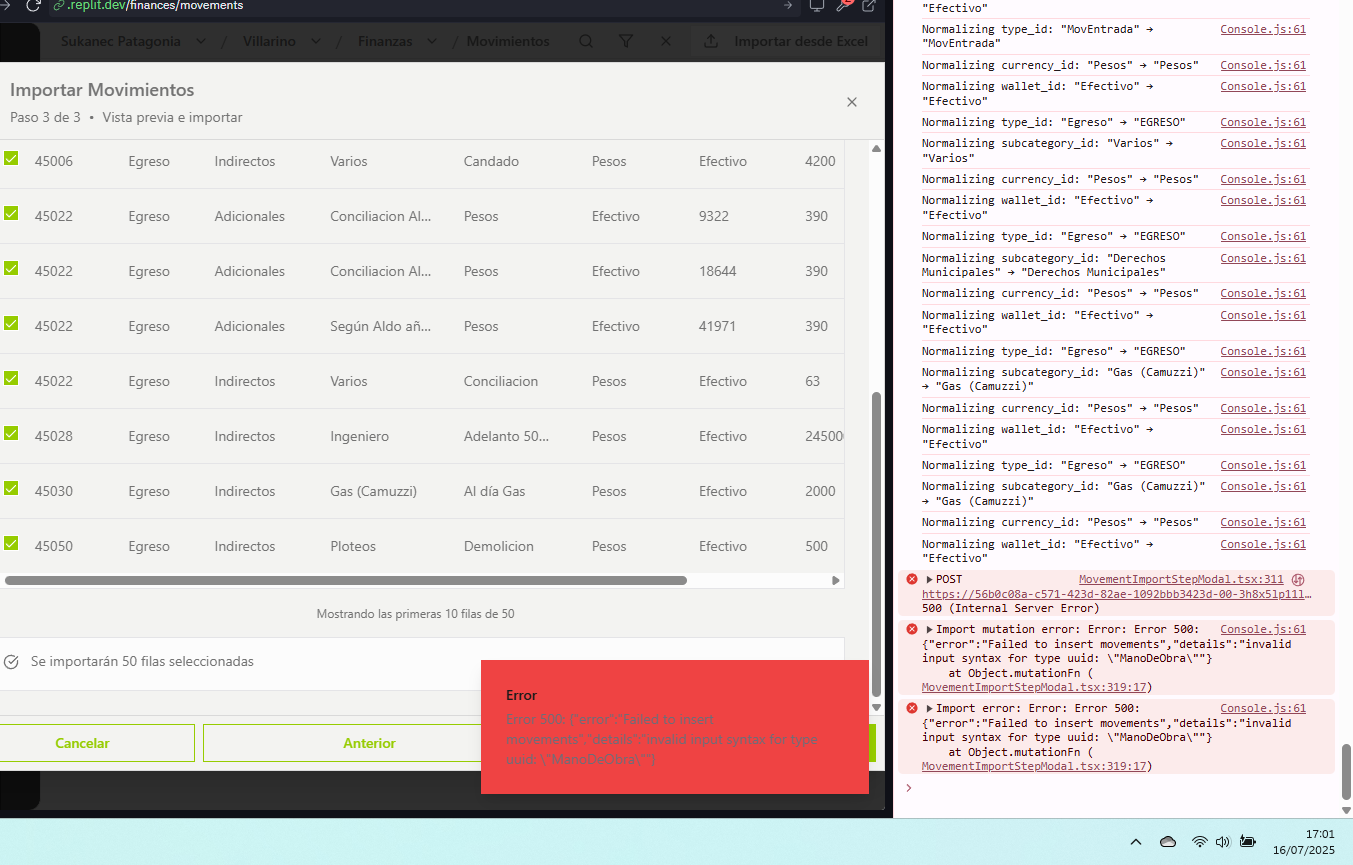 .replit.dev/finances/movements
Sukanec Patagonia / Villarino / Finanzas / Movimientos Importar desde Excel
Importar Movimientos
Paso 3 de 3 • Vista previa e importar
45006 Egreso Indirectos Varios Candado Pesos Efectivo 4200
45022 Egreso Adicionales Conciliacion Al... Pesos Efectivo 9322 390
45022 Egreso Adicionales Conciliacion Al... Pesos Efectivo 18644 390
45022 Egreso Adicionales Según Aldo añ... Pesos Efectivo 41971 390
45022 Egreso Indirectos Varios Conciliacion Pesos Efectivo 63
45028 Egreso Indirectos Ingeniero Adelanto 50... Pesos Efectivo 24500
45030 Egreso Indirectos Gas (Camuzzi) Al día Gas Pesos Efectivo 2000
45050 Egreso Indirectos Ploteos Demolicion Pesos Efectivo 500
Mostrando las primeras 10 filas de 50
Se importarán 50 filas seleccionadas
Cancelar
Anterior
Error
Error 500: {"error":"Failed to insert
movements","details":"invalid input syntax for type
uuid: \"ManoDeObra\""}
"Efectivo"
Normalizing type_id: "MovEntrada" → Console.js:61
"MovEntrada"
Normalizing currency_id: "Pesos" → "Pesos" Console.js:61
Normalizing wallet_id: "Efectivo" → Console.js:61
"Efectivo"
Normalizing type_id: "Egreso" → "EGRESO" Console.js:61
Normalizing subcategory_id: "Varios" → Console.js:61
"Varios"
Normalizing currency_id: "Pesos" → "Pesos" Console.js:61
Normalizing wallet_id: "Efectivo" → Console.js:61
"Efectivo"
Normalizing type_id: "Egreso" → "EGRESO" Console.js:61
Normalizing subcategory_id: "Derechos Console.js:61
Municipales" → "Derechos Municipales"
Normalizing currency_id: "Pesos" → "Pesos" Console.js:61
Normalizing wallet_id: "Efectivo" → Console.js:61
"Efectivo"
Normalizing type_id: "Egreso" → "EGRESO" Console.js:61
Normalizing subcategory_id: "Gas (Camuzzi)" Console.js:61
→ "Gas (Camuzzi)"
Normalizing currency_id: "Pesos" → "Pesos" Console.js:61
Normalizing wallet_id: "Efectivo" → Console.js:61
"Efectivo"
Normalizing type_id: "Egreso" → "EGRESO" Console.js:61
Normalizing subcategory_id: "Gas (Camuzzi)" Console.js:61
→ "Gas (Camuzzi)"
Normalizing currency_id: "Pesos" → "Pesos" Console.js:61
Normalizing wallet_id: "Efectivo" → Console.js:61
"Efectivo"
POST MovementImportStepModal.tsx:311
https://56b0c08a-c571-423d-82ae-1092bbb3423d-00-3h8x5lp1ll…
500 (Internal Server Error)
Import mutation error: Error: Error 500: Console.js:61
{"error":"Failed to insert movements","details":"invalid
input syntax for type uuid: \"ManoDeObra\""}
at Object.mutationFn (
MovementImportStepModal.tsx:319:17)
Import error: Error: Error 500: Console.js:61
{"error":"Failed to insert movements","details":"invalid
input syntax for type uuid: \"ManoDeObra\""}
at Object.mutationFn (
MovementImportStepModal.tsx:319:17)
17:01
16/07/2025